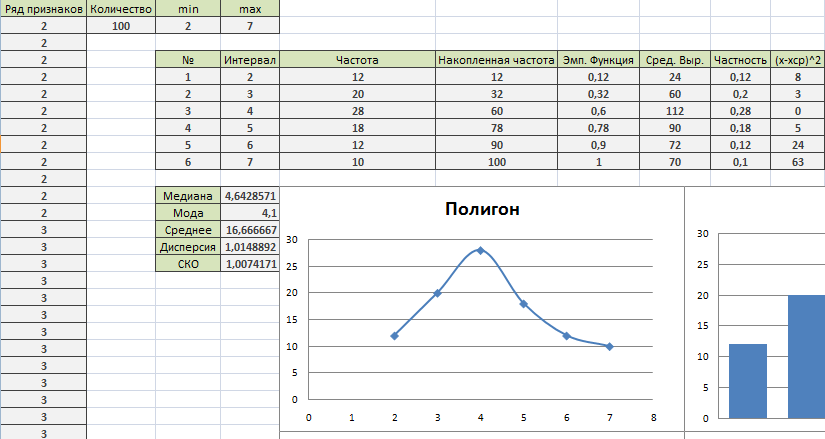 Ряд признаков Количество min max
2 100 2 7
2
2 № Интервал Частота Накопленная частота Эмп. Функция Сред. Выр. Частность (х-хср)^2
2 1 2 12 12 0,12 24 0,12 8
2 2 3 20 32 0,32 60 0,2 3
2 3 4 28 60 0,6 112 0,28 0
2 4 5 18 78 0,78 90 0,18 5
2 5 6 12 90 0,9 72 0,12 24
2 6 7 10 100 1 70 0,1 63
2
2 Медиана 4,6428571
2 Мода 4,1
3 Среднее 16,666667
3 Дисперсия 1,0148892
3 СКО 1,0074171
3
3
3
3
3
3
3
3
3
3
Полигон
30
25
20
15
10
5
0
0 1 2 3 4 5 6 7 8
30
25
20
15
10
5
0